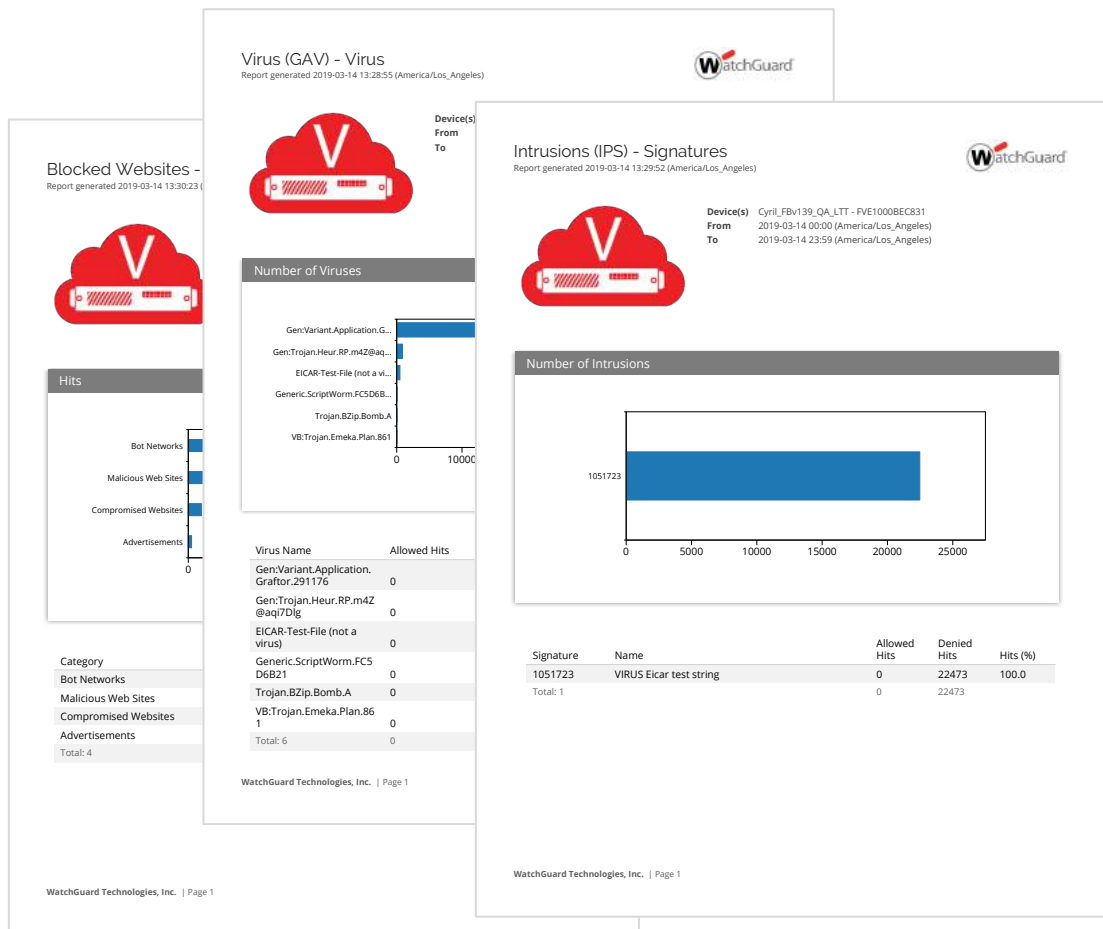 Blocked Websites -
Report generated 2019-03-14 13:30:23 (
V
Hits
Bot Networks
Malicious Web Sites
Compromised Websites
Advertisements
0
Category
Bot Networks
Malicious Web Sites
Compromised Websites
Advertisements
Total: 4
WatchGuard Technologies, Inc. | Page 1
Virus (GAV) - Virus
Report generated 2019-03-14 13:28:55 (America/Los_Angeles)
WatchGuard
V
Device(s)
From
To
Number of Viruses
Gen:Variant.Application.G...
Gen:Trojan.Heur.RP.m4Z@aq...
EICAR-Test-File (not a vi...
Generic.ScriptWorm.FC5D6B...
Trojan.BZip.Bomb.A
VB:Trojan.Emeka.Plan.861
0 10000
Virus Name Allowed Hits
Gen:Variant.Application.
Graftor.291176 0
Gen:Trojan.Heur.RP.m4Z
@aqi7Dlg 0
EICAR-Test-File (not a
virus) 0
Generic.ScriptWorm.FC5
D6B21 0
Trojan.BZip.Bomb.A 0
VB:Trojan.Emeka.Plan.86
1 0
Total: 6 0
WatchGuard Technologies, Inc. | Page 1
Intrusions (IPS) - Signatures
Report generated 2019-03-14 13:29:52 (America/Los_Angeles)
WatchGuard
V
Device(s) Cyril_FBv139_QA_LTT - FVE1000BEC831
From 2019-03-14 00:00 (America/Los_Angeles)
To 2019-03-14 23:59 (America/Los_Angeles)
Number of Intrusions
1051723
0 5000 10000 15000 20000 25000
Signature Name Allowed Hits Denied Hits Hits (%)
1051723 VIRUS Eicar test string 0 22473 100.0
Total: 1 0 22473
WatchGuard Technologies, Inc. | Page 1